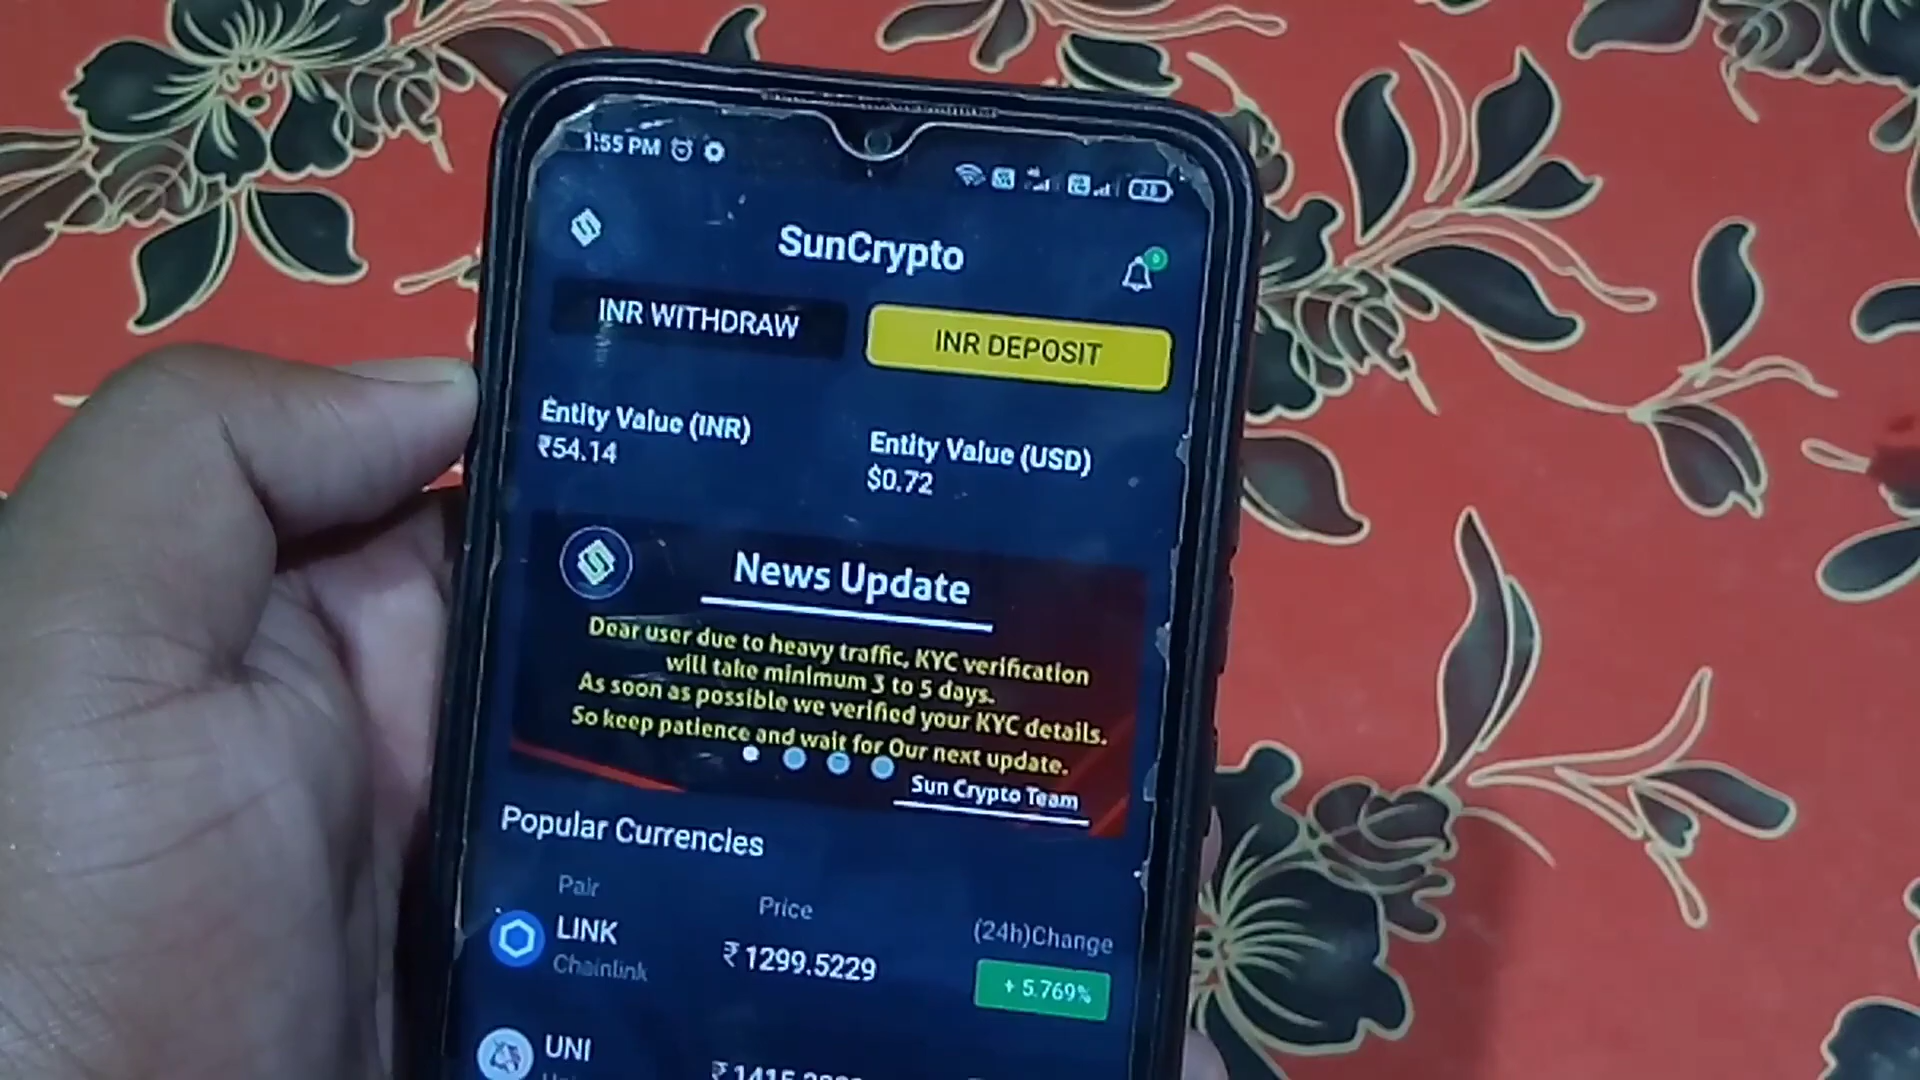 1:55 PM
SunCrypto
INR WITHDRAW
INR DEPOSIT
Entity Value (INR)
₹54.14
Entity Value (USD)
$0.72
News Update
Dear user due to heavy traffic, KYC verification
will take minimum 3 to 5 days.
As soon as possible we verified your KYC details.
So keep patience and wait for Our next update.
Sun Crypto Team
Popular Currencies
Pair
Price
(24h)Change
LINK
Chainlink
₹ 1299.5229
+ 5.769%
UNI